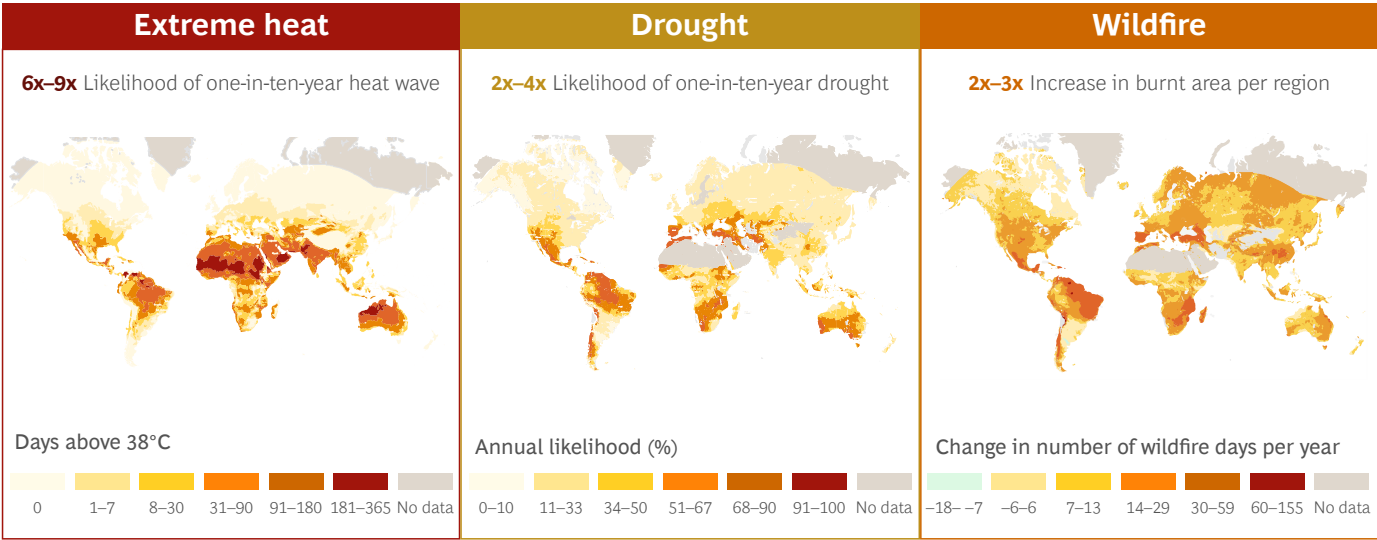 Extreme heat
6x–9x Likelihood of one-in-ten-year heat wave
Days above 38°C
0 1–7 8–30 31–90 91–180 181–365 No data
Drought
2x–4x Likelihood of one-in-ten-year drought
Annual likelihood (%)
0–10 11–33 34–50 51–67 68–90 91–100 No data
Wildfire
2x–3x Increase in burnt area per region
Change in number of wildfire days per year
–18– –7 –6–6 7–13 14–29 30–59 60–155 No data